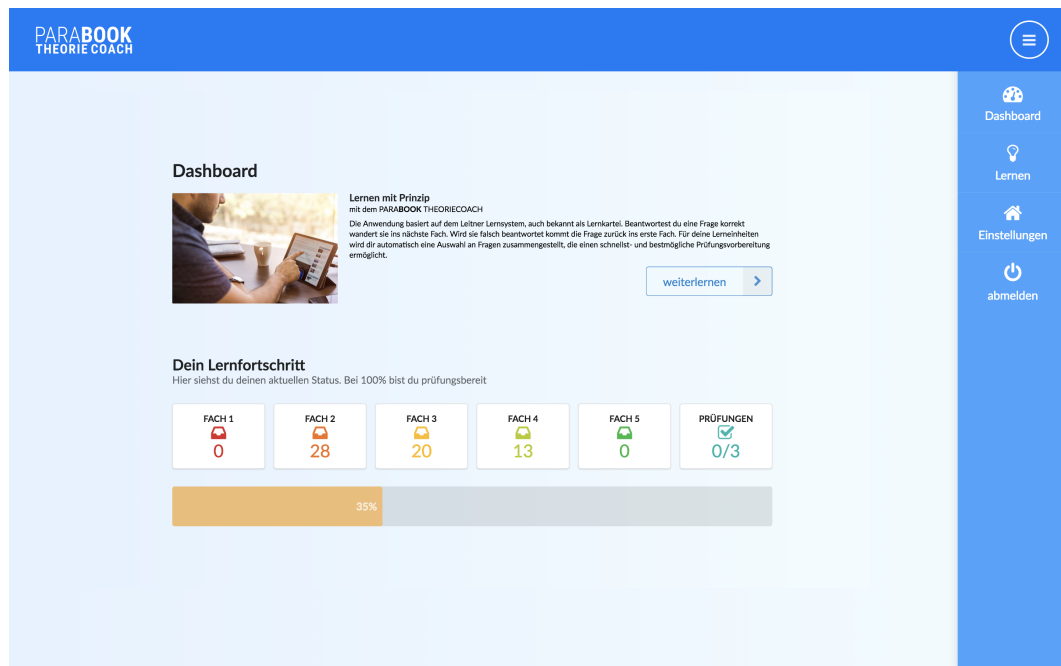 PARABOOK
THEORIE COACH
Dashboard
Lernen
Einstellungen
abmelden
Dashboard
Lernen mit Prinzip
mit dem PARABOOK THEORIECOACH
Die Anwendung basiert auf dem Leitner Lernsystem, auch bekannt als Lernkartei. Beantwortest du eine Frage korrekt
wandert sie ins nächste Fach. Wird sie falsch beantwortet kommt die Frage zurück ins erste Fach. Für deine Lerneinheiten
wird dir automatisch eine Auswahl an Fragen zusammengestellt, die einen schnellst- und bestmögliche Prüfungsvorbereitung
ermöglicht.
weiterlernen
Dein Lernfortschritt
Hier siehst du deinen aktuellen Status. Bei 100% bist du prüfungsbereit
FACH 1
0
FACH 2
28
FACH 3
20
FACH 4
13
FACH 5
0
PRÜFUNGEN
0/3
35%